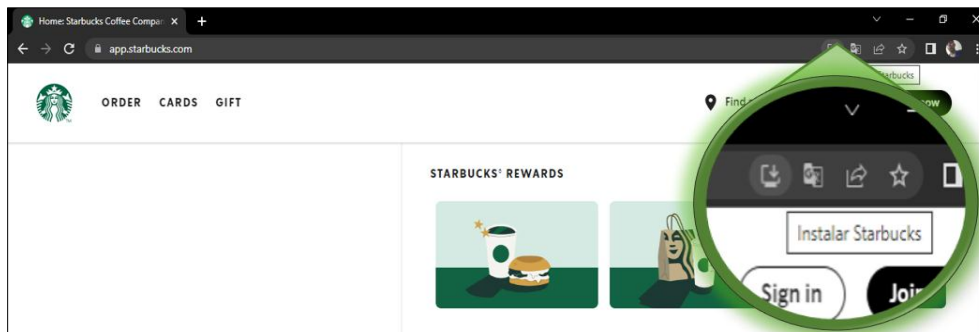 Home: Starbucks Coffee Compan
app.starbucks.com
ORDER CARDS GIFT
Find
Instalar Starbucks
Sign in
Join
STARBUCKS® REWARDS